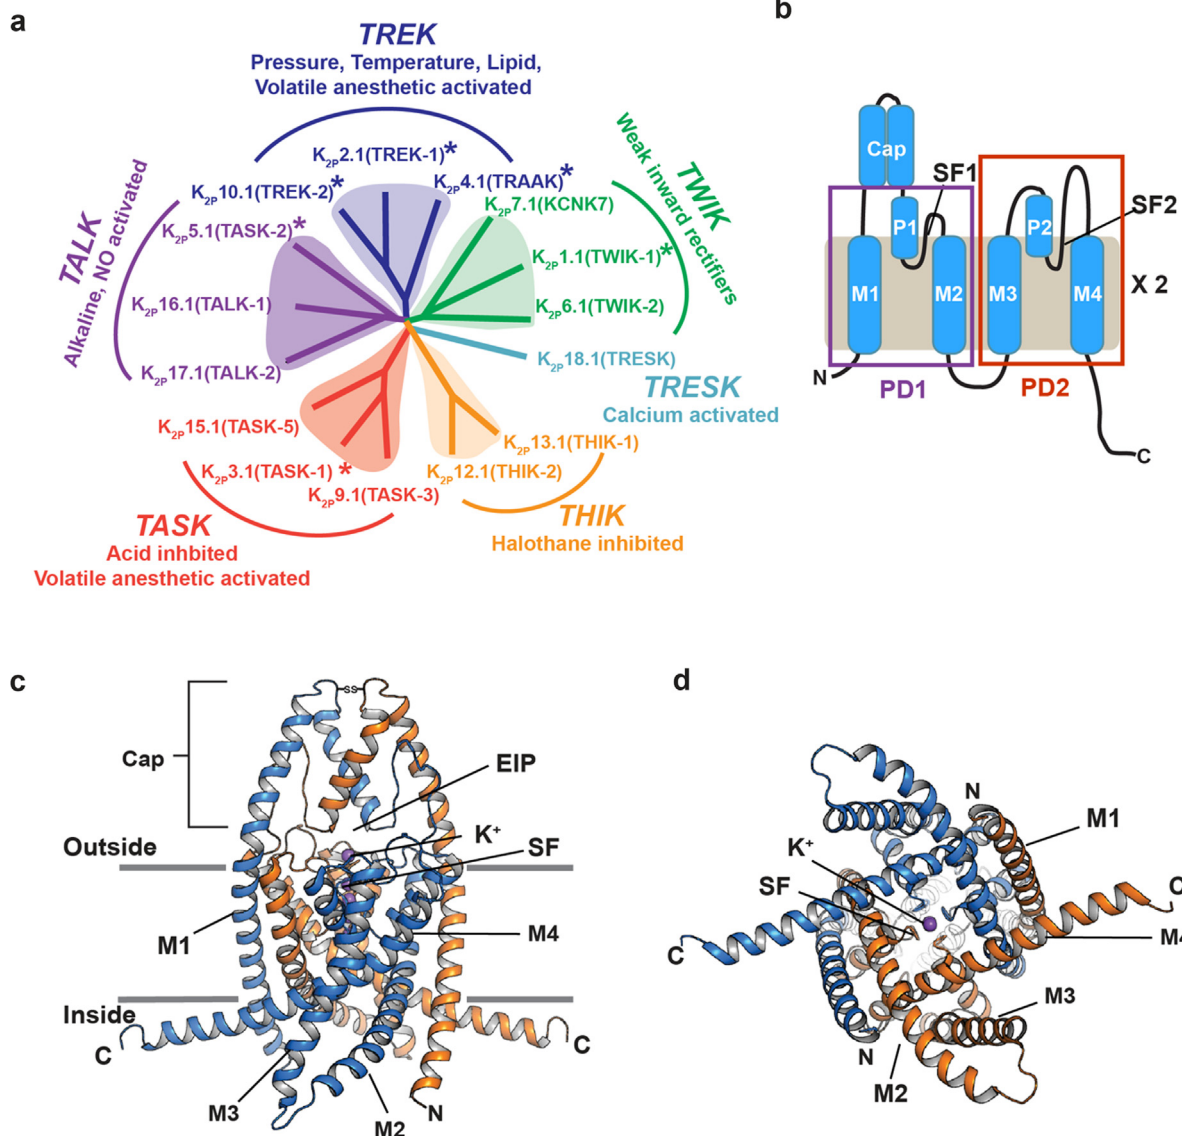 a
TREK
Pressure, Temperature, Lipid,
Volatile anesthetic activated
K2P2.1(TREK-1)*
K2P10.1(TREK-2)*
K2P4.1(TRAAK)*
TWIK
Weak inward rectifiers
K2P7.1(KCNK7)
K2P1.1(TWIK-1)*
K2P6.1(TWIK-2)
TALK
Alkaline, NO activated
K2P5.1(TASK-2)*
K2P16.1(TALK-1)
K2P17.1(TALK-2)
K2P18.1(TRESK)
TRESK
Calcium activated
K2P15.1(TASK-5)
K2P3.1(TASK-1) *
K2P9.1(TASK-3)
K2P13.1(THIK-1)
K2P12.1(THIK-2)
TASK
Acid inhbited
Volatile anesthetic activated
THIK
Halothane inhibited
b
Cap
SF1
SF2
P1
P2
M1
M2
M3
M4
X 2
N
PD1
PD2
C
c
SS
Cap
EIP
Outside
K+
SF
M1
M4
Inside
C
C
M3
M2
N
d
N
M1
K+
SF
C
C
M4
M3
N
M2